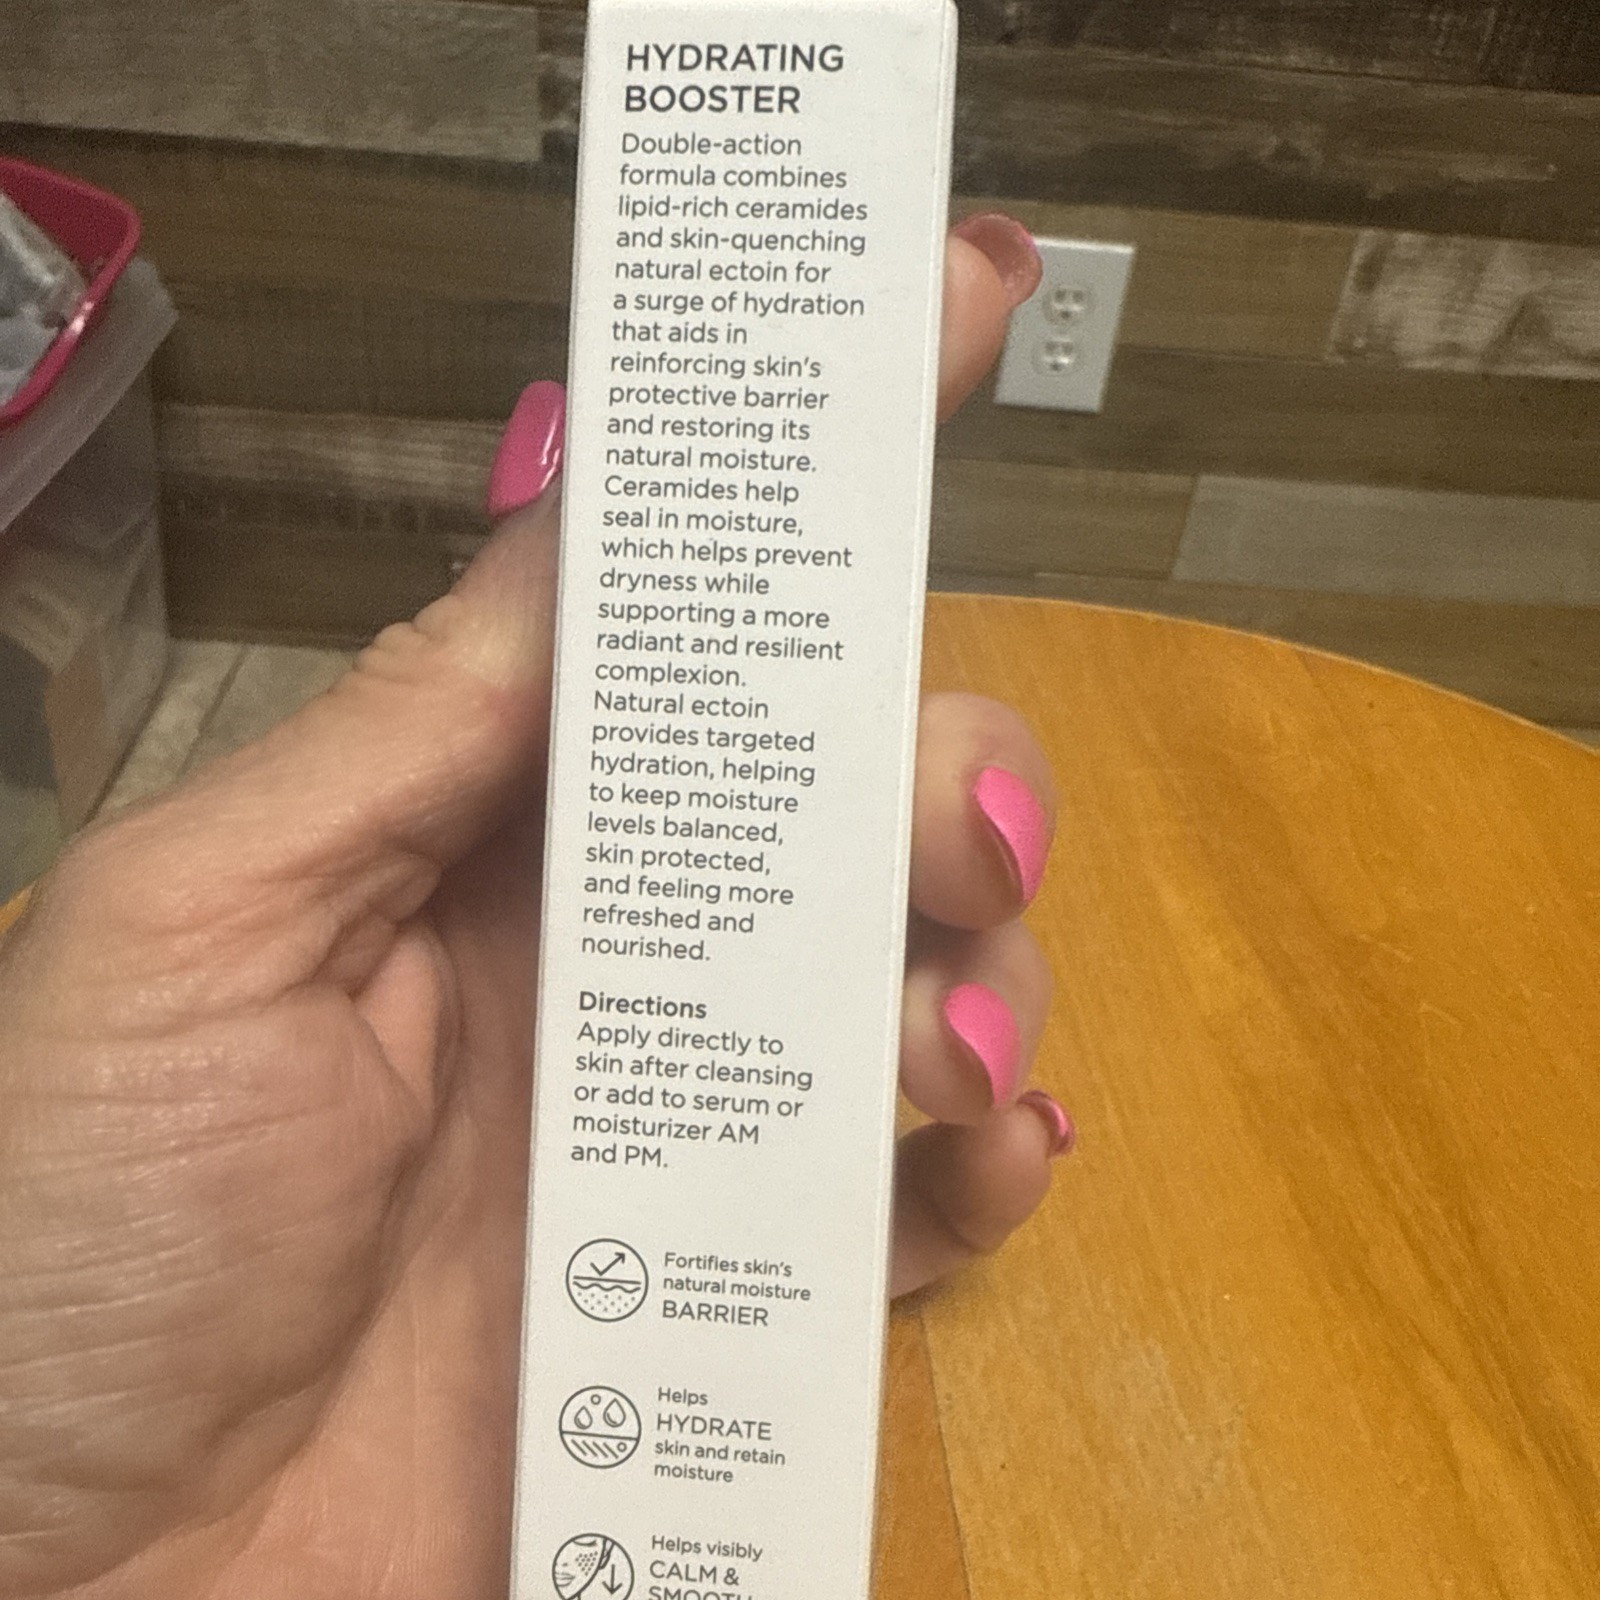 HYDRATING
BOOSTER
Double-action
formula combines
lipid-rich ceramides
and skin-quenching
natural ectoin for
a surge of hydration
that aids in
reinforcing skin's
protective barrier
and restoring its
natural moisture.
Ceramides help
seal in moisture,
which helps prevent
dryness while
supporting a more
radiant and resilient
complexion.
Natural ectoin
provides targeted
hydration, helping
to keep moisture
levels balanced,
skin protected,
and feeling more
refreshed and
nourished.
Directions
Apply directly to
skin after cleansing
or add to serum or
moisturizer AM
and PM.
Fortifies skin's
natural moisture
BARRIER
Helps
HYDRATE
skin and retain
moisture
Helps visibly
CALM &
SMOOTH